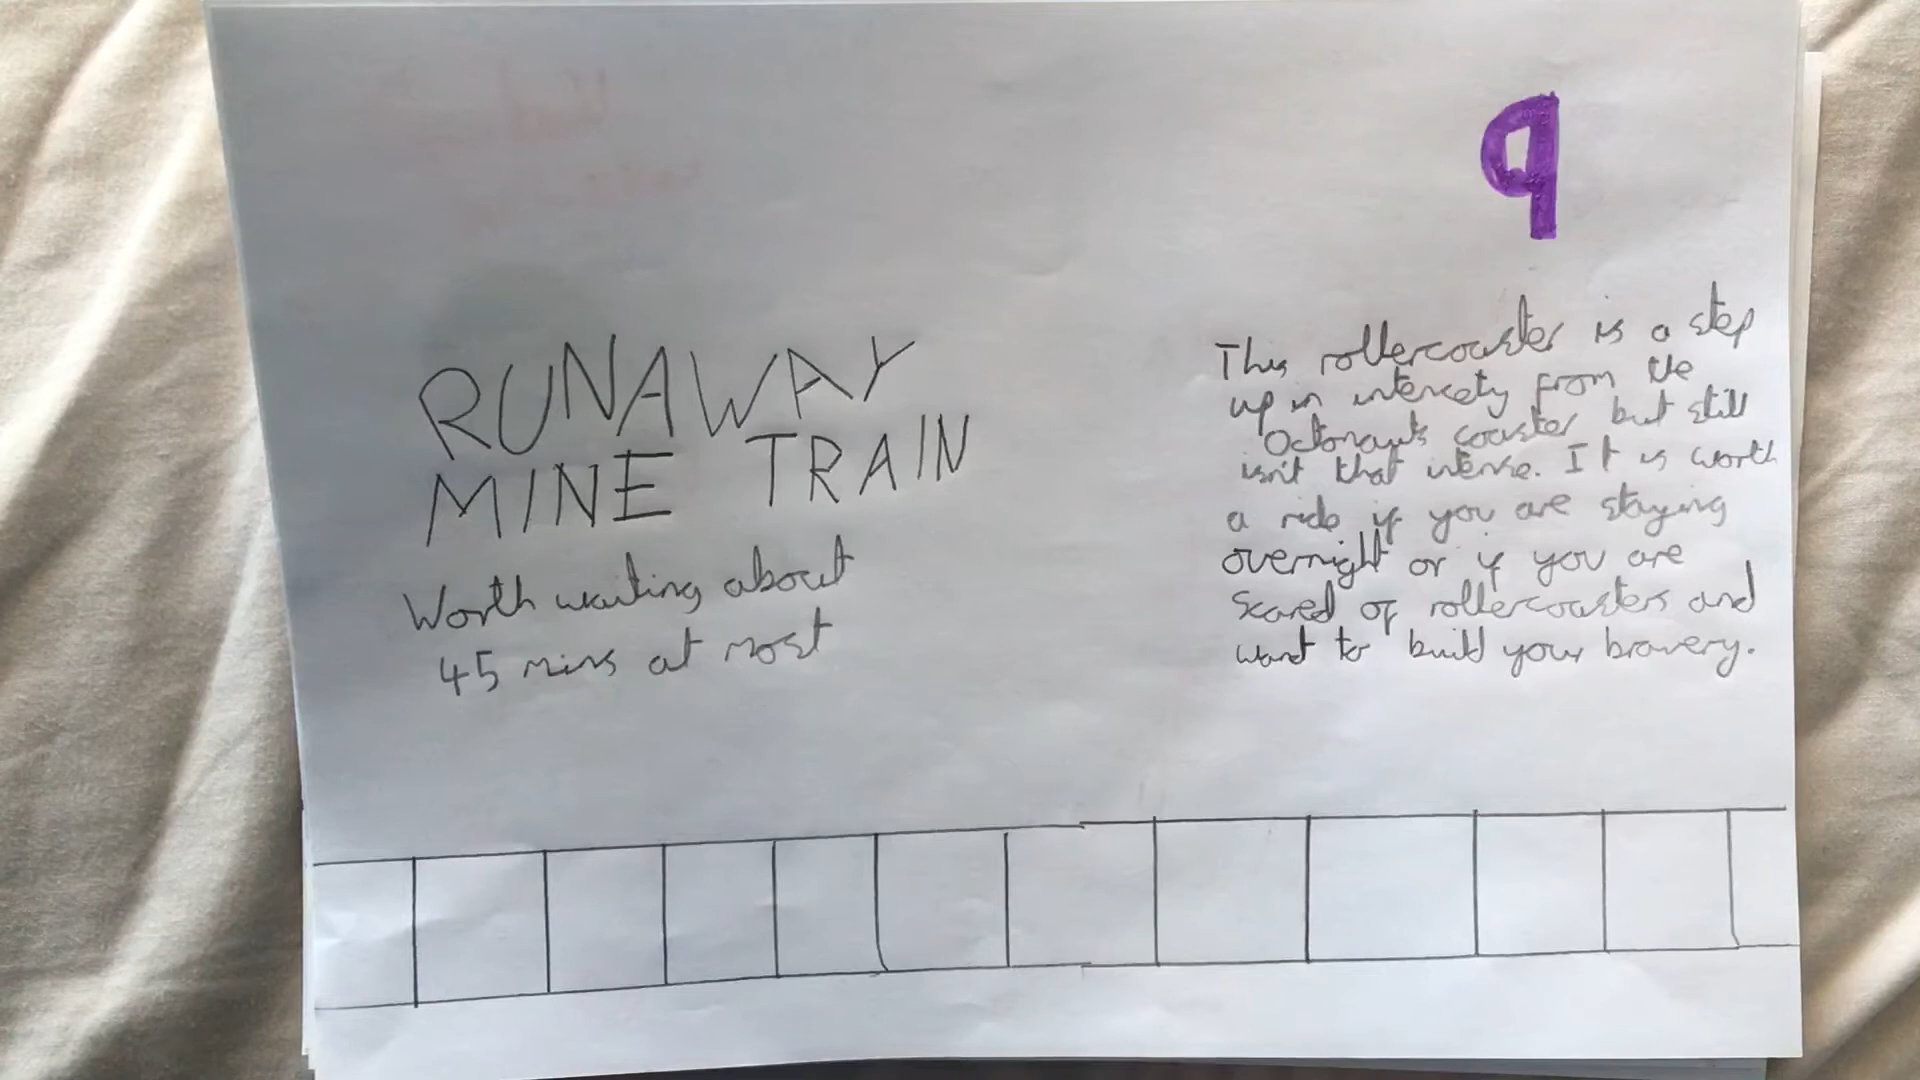 9
RUNAWAY
MINE TRAIN
Worth waiting about
45 mins at most
This rollercoaster is a step
up in intencety from the
Octonauts coaster but still
isn't that intense. It is worth
a ride if you are staying
overnight or if you are
scared of rollercoasters and
want to build your bravery.